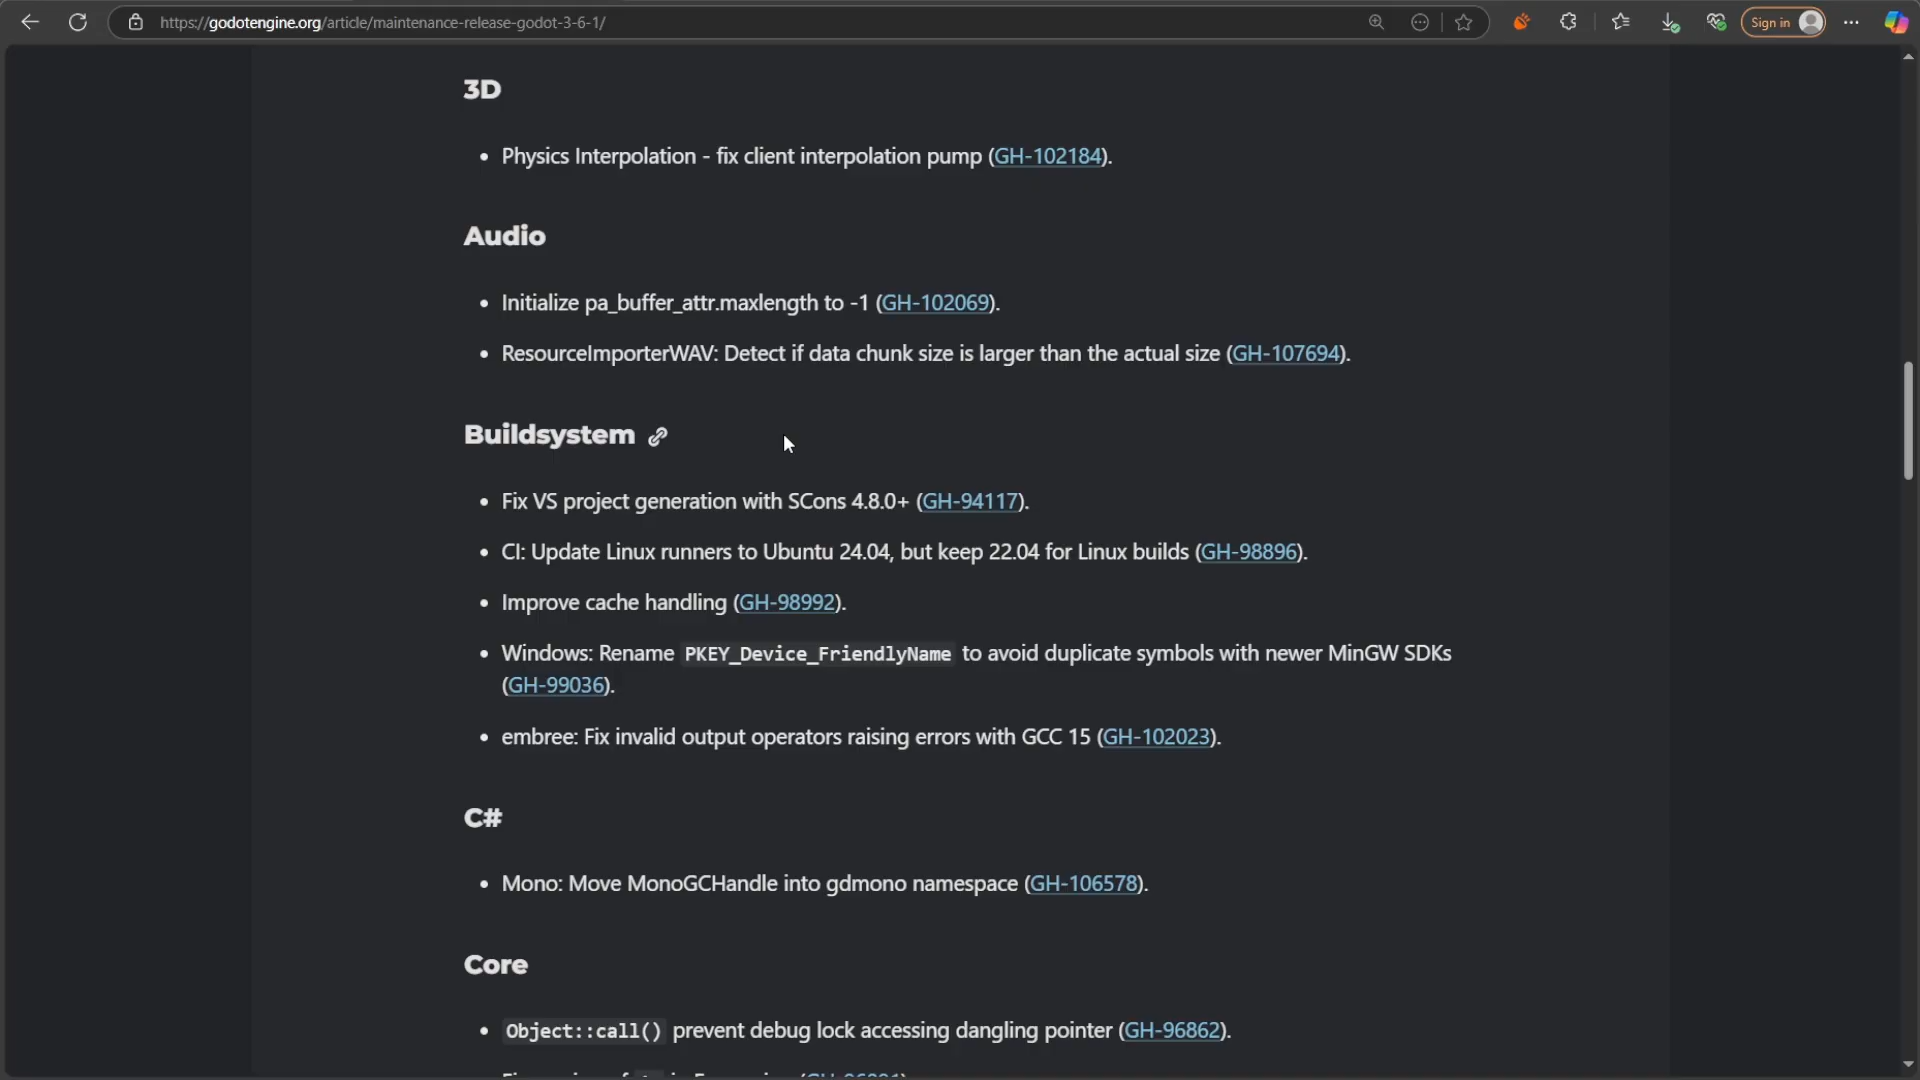 https://godotengine.org/article/maintenance-release-godot-3-6-1/
Sign in
3D
• Physics Interpolation - fix client interpolation pump (GH-102184).
Audio
• Initialize pa_buffer_attr.maxlength to -1 (GH-102069).
• ResourceImporterWAV: Detect if data chunk size is larger than the actual size (GH-107694).
Buildsystem
• Fix VS project generation with SCons 4.8.0+ (GH-94117).
• CI: Update Linux runners to Ubuntu 24.04, but keep 22.04 for Linux builds (GH-98896).
• Improve cache handling (GH-98992).
• Windows: Rename PKEY_Device_FriendlyName to avoid duplicate symbols with newer MinGW SDKs
(GH-99036).
• embree: Fix invalid output operators raising errors with GCC 15 (GH-102023).
C#
• Mono: Move MonoGCHandle into gdmono namespace (GH-106578).
Core
• Object::call() prevent debug lock accessing dangling pointer (GH-96862).